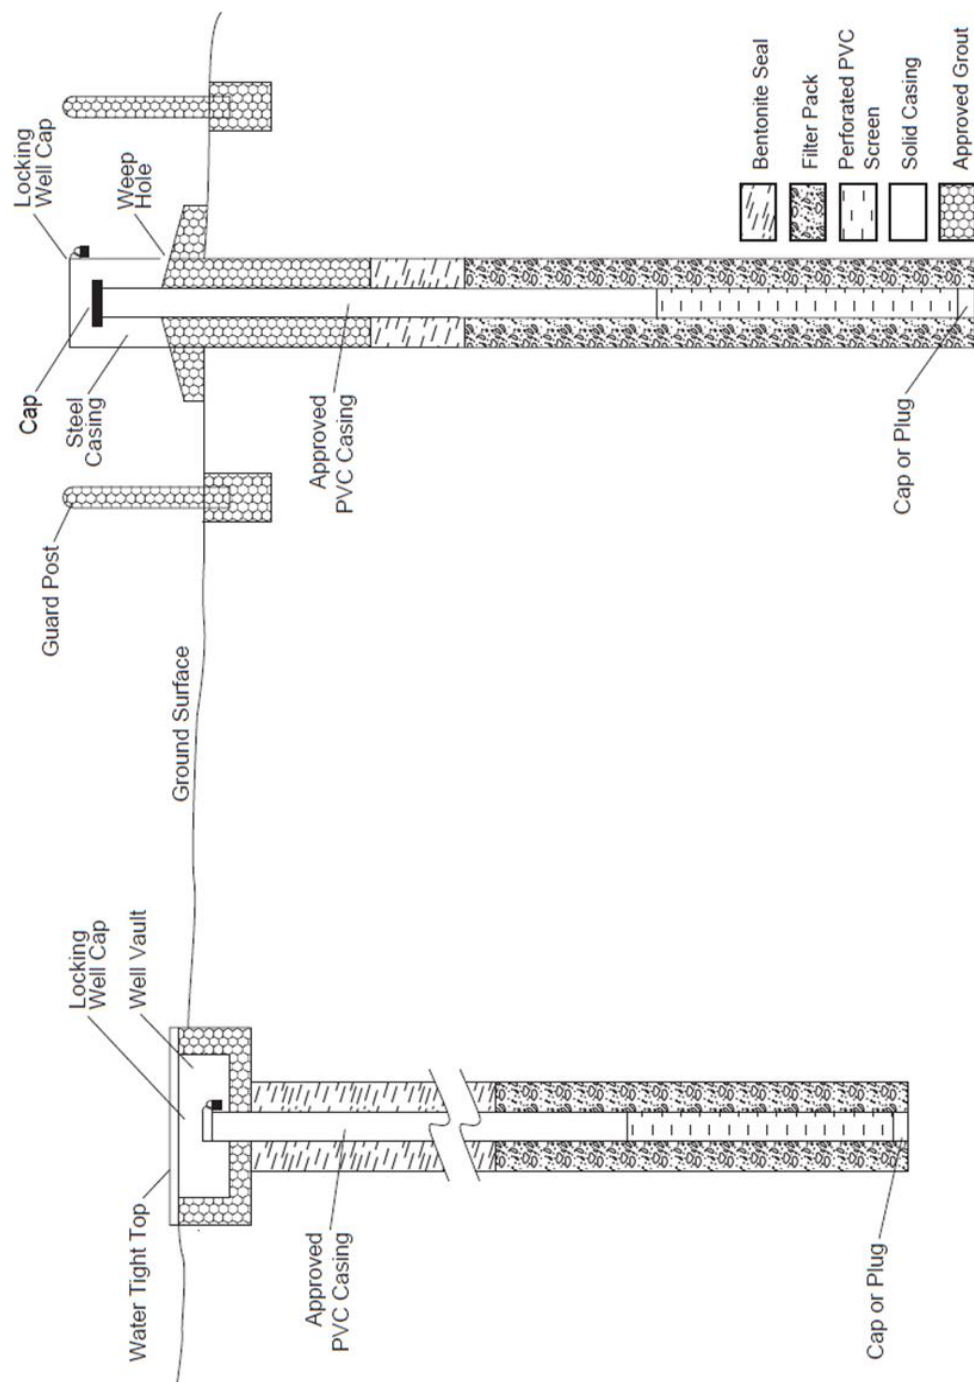 Water Tight Top
Locking
Well Cap
Well Vault
Ground Surface
Guard Post
Cap
Steel
Casing
Locking
Well Cap
Weep
Hole
Approved
PVC Casing
Approved
PVC Casing
Cap or Plug
Cap or Plug
Bentonite Seal
Filter Pack
Perforated PVC
Screen
Solid Casing
Approved Grout